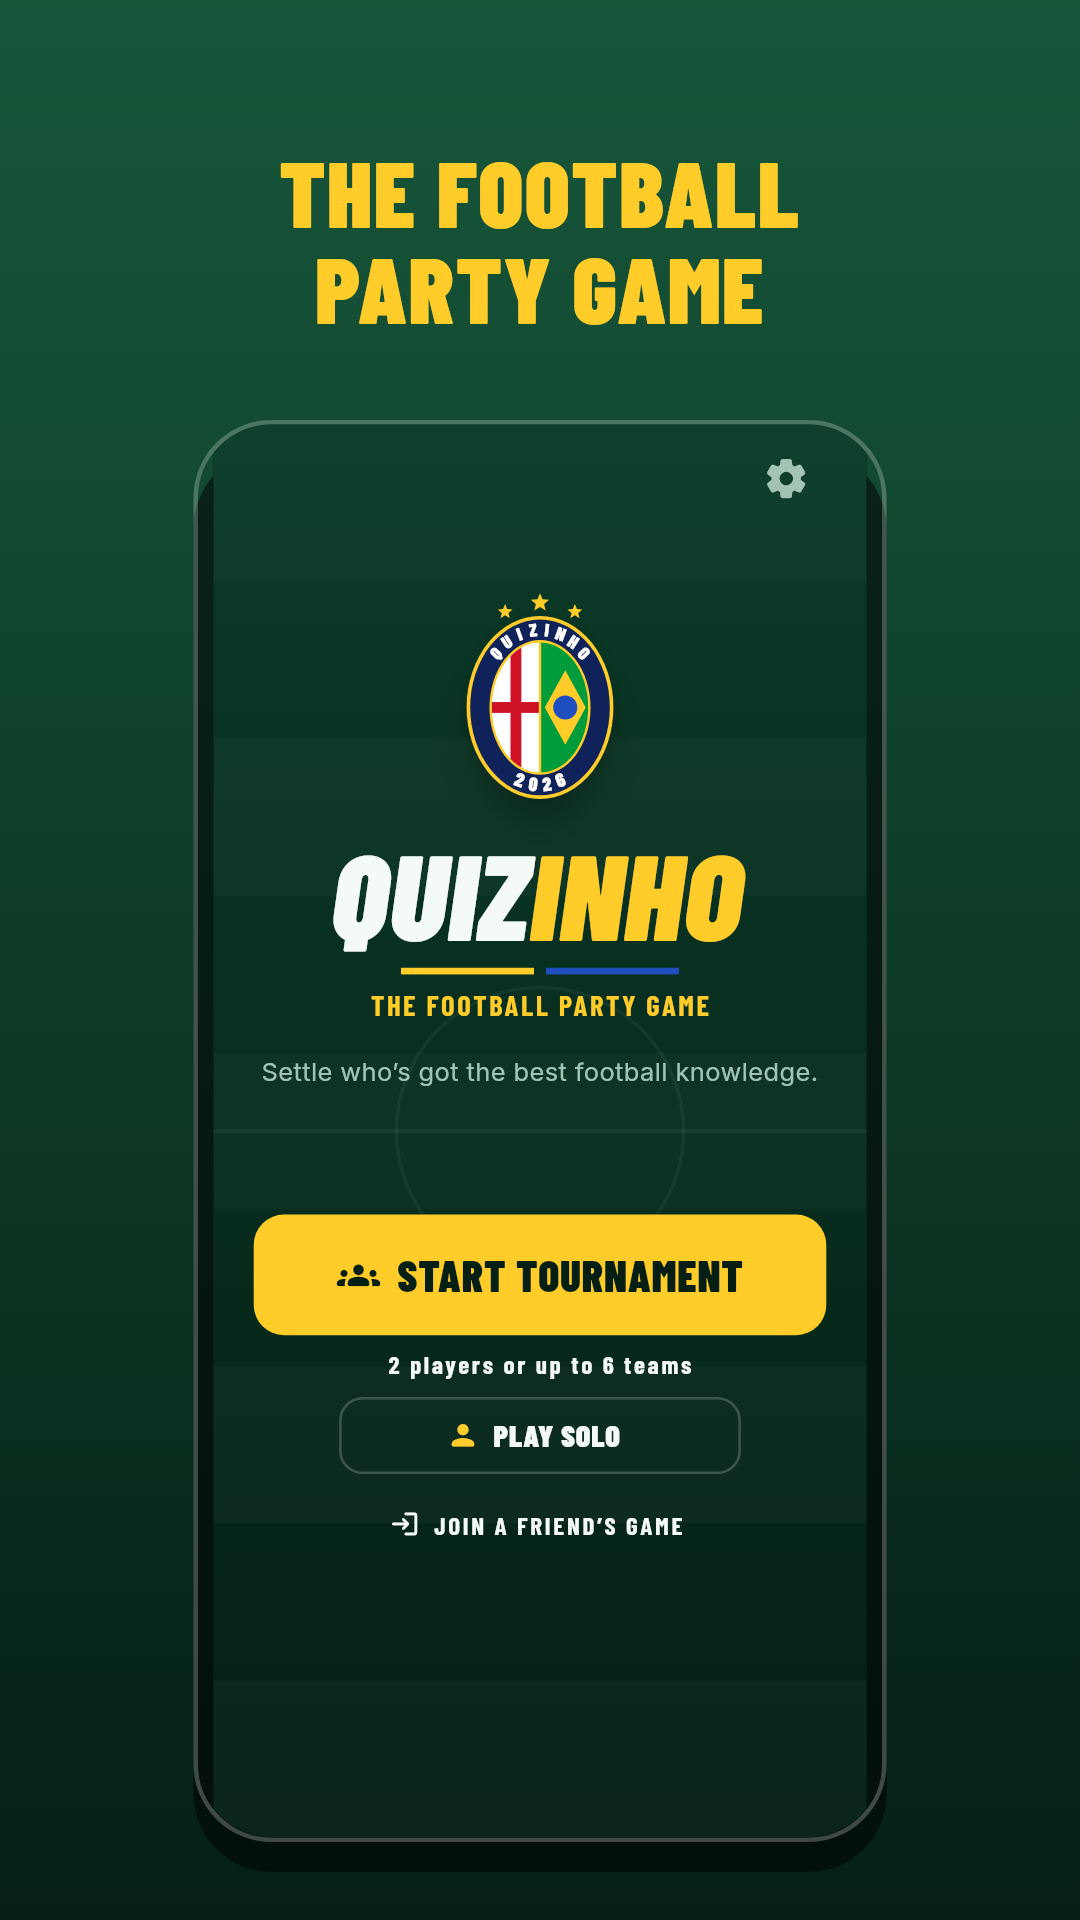 THE FOOTBALL
PARTY GAME
QUIZINHO
2026
QUIZINHO
THE FOOTBALL PARTY GAME
Settle who’s got the best football knowledge.
START TOURNAMENT
2 players or up to 6 teams
PLAY SOLO
JOIN A FRIEND’S GAME